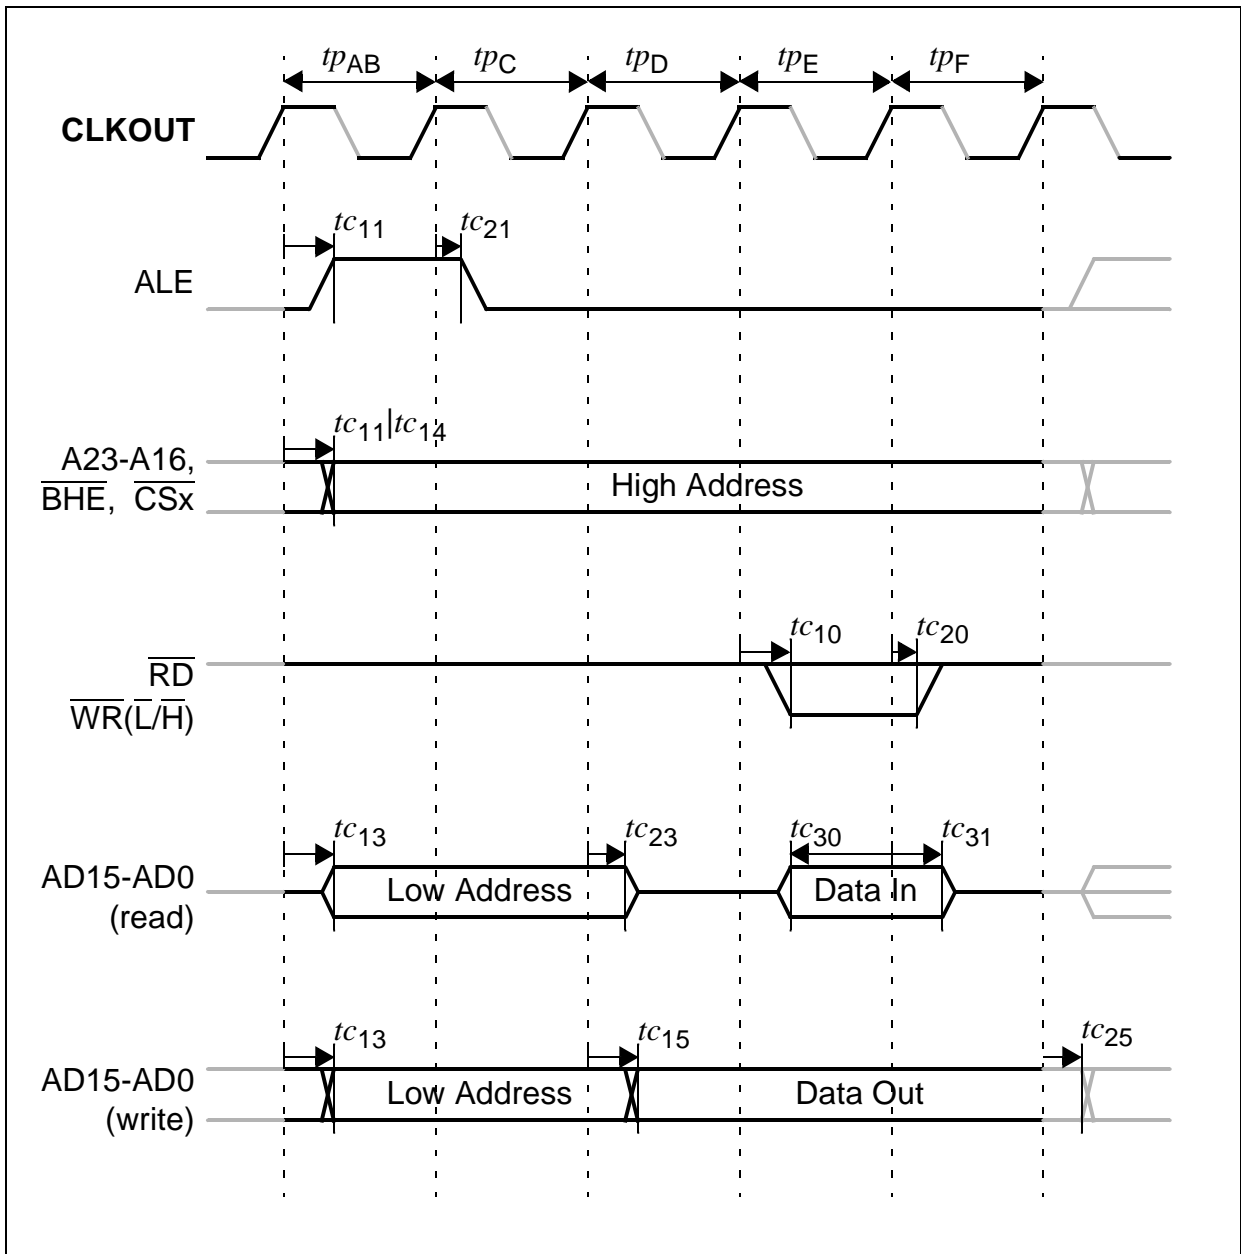 tpAB tpC tpD tpE tpF
CLKOUT
tc11 tc21
ALE
tc11|tc14
A23-A16,
BHE, CSx
High Address
tc10 tc20
RD
WR(L/H)
tc13 tc23 tc30 tc31
AD15-AD0
(read)
Low Address Data In
tc13 tc15 tc25
AD15-AD0
(write)
Low Address Data Out